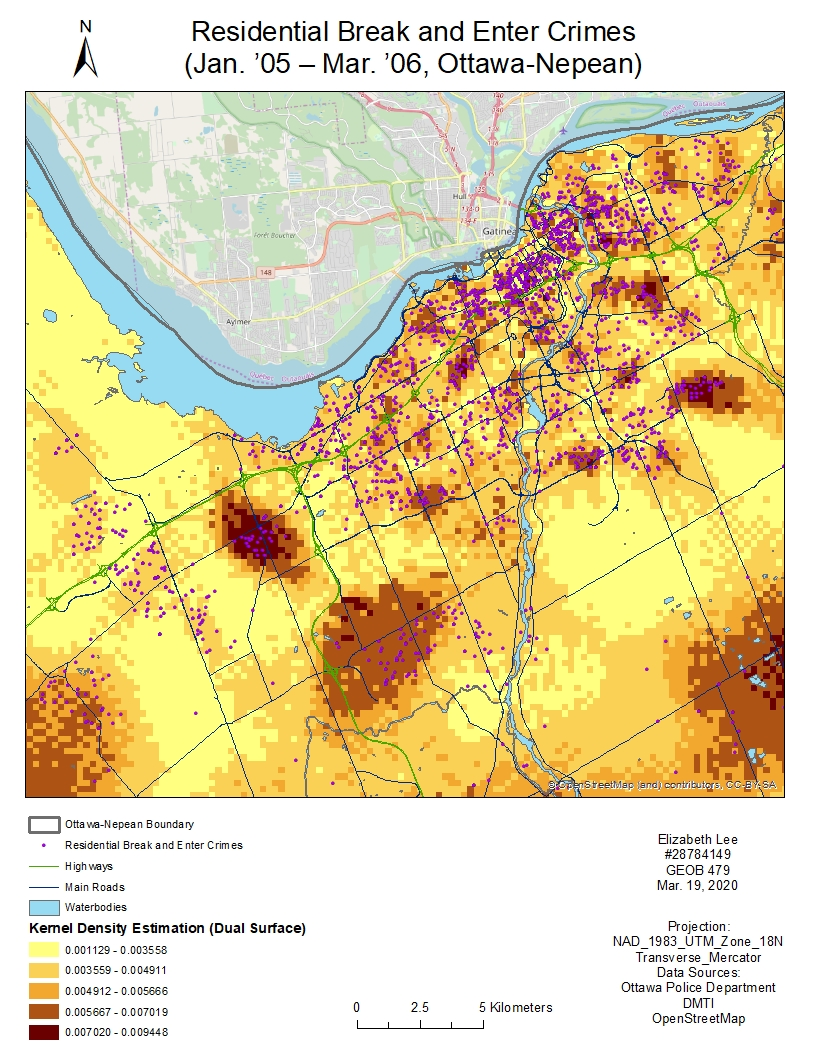 N
Residential Break and Enter Crimes
(Jan. ’05 – Mar. ’06, Ottawa-Nepean)
Hull
Gatinea
Forêt Boucher
148
Aylmer
© OpenStreetMap (and) contributors, CC-BY-SA
Ottawa-Nepean Boundary
Residential Break and Enter Crimes
Highways
Main Roads
Waterbodies
Kernel Density Estimation (Dual Surface)
0.001129 - 0.003558
0.003559 - 0.004911
0.004912 - 0.005666
0.005667 - 0.007019
0.007020 - 0.009448
0 2.5 5 Kilometers
Elizabeth Lee
#28784149
GEOB 479
Mar. 19, 2020
Projection:
NAD_1983_UTM_Zone_18N
Transverse_Mercator
Data Sources:
Ottawa Police Department
DMTI
OpenStreetMap